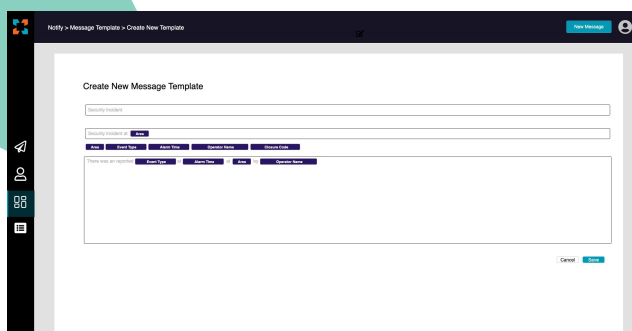 Notify > Message Template > Create New Template
New Message
Create New Message Template
Security Incident
Security Incident at Area
Area Event Type Alarm Time Operator Name Closure Code
There was an reported Event Type at Alarm Time at Area by Operator Name
Cancel Save